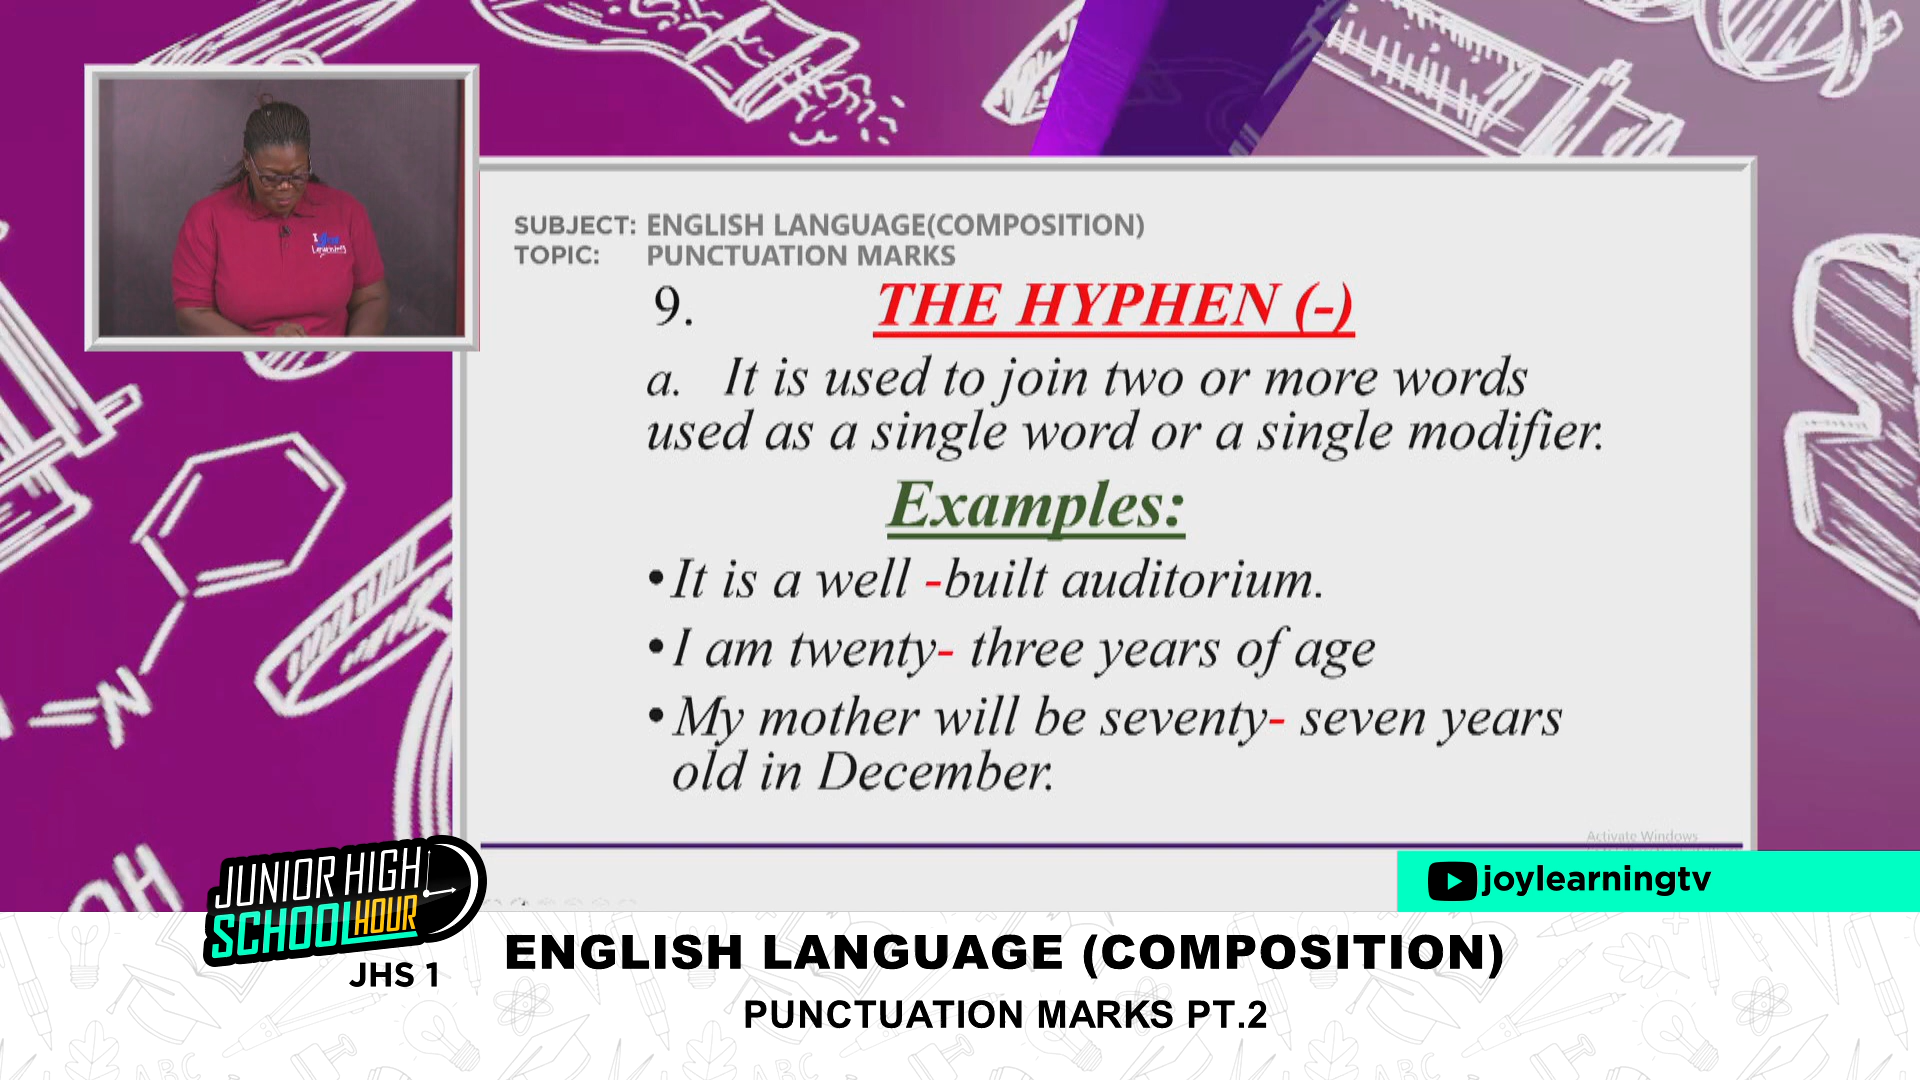 SUBJECT: ENGLISH LANGUAGE(COMPOSITION)
TOPIC: PUNCTUATION MARKS
9. THE HYPHEN (-)
a. It is used to join two or more words
used as a single word or a single modifier.
Examples:
•It is a well -built auditorium.
•I am twenty- three years of age
•My mother will be seventy- seven years
old in December.
Activate Windows
joylearningtv
JUNIOR HIGH
SCHOOL HOUR
JHS 1
ENGLISH LANGUAGE (COMPOSITION)
PUNCTUATION MARKS PT.2